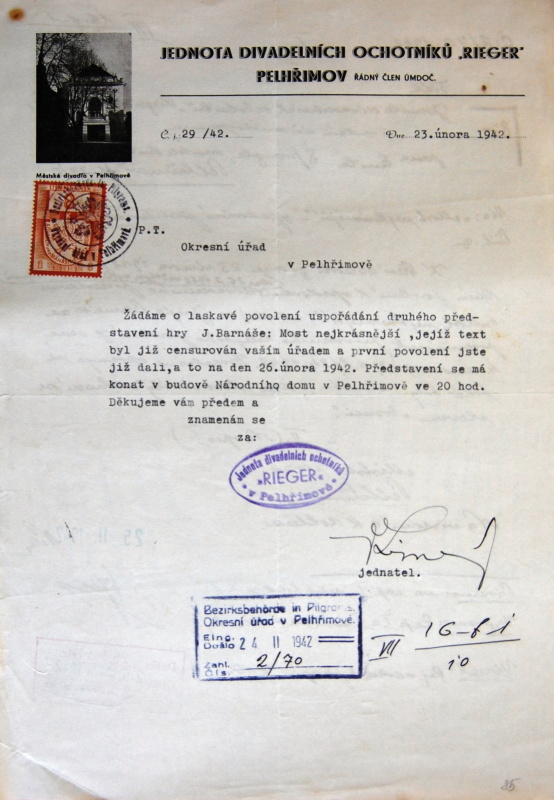 JEDNOTA DIVADELNÍCH OCHOTNÍKŮ „RIEGER"
PELHŘIMOV ŘÁDNÝ ČLEN ÚMDOČ.
Městské divadlo v Pelhřimově
Č. j. 29/42.
Dne 23.února 1942.
P.T.
Okresní úřad
v Pelhřimově
Žádáme o laskavé povolení uspořádání druhého před-
stavení hry J.Barnáše: Most nejkrásnější ,jejíž text
byl již censurován vaším úřadem a první povolení jste
již dali,a to na den 26.února 1942. Představení se má
konat v budově Národního domu v Pelhřimově ve 20 hod.
Děkujeme vám předem a
znamenám se
za:
Jednota divadelních ochotníků
„RIEGER"
v Pelhřimově
jednatel.
Bezirksbehörde in Pilgrams.
Okresní úřad v Pelhřimově.
Eing.
Došlo 24 II 1942
Zahl.
Čís. 2/70
VII
10
85